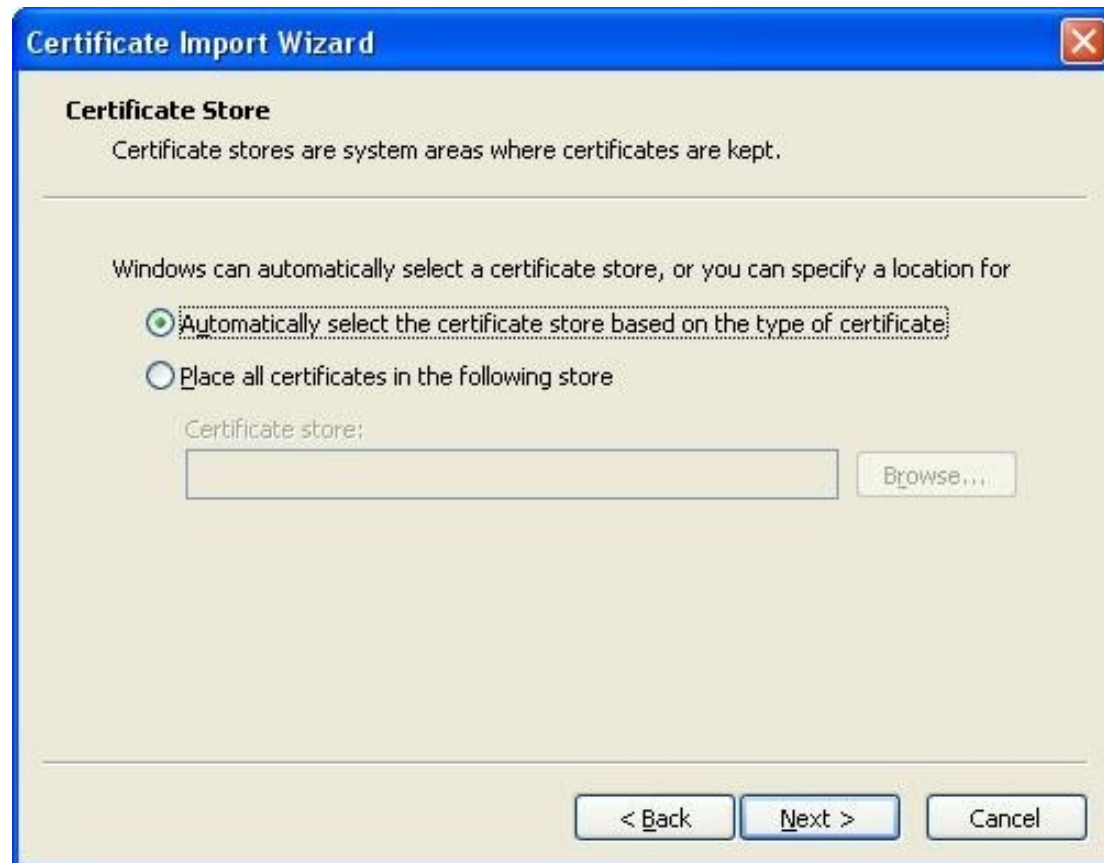 Certificate Import Wizard
Certificate Store
Certificate stores are system areas where certificates are kept.
Windows can automatically select a certificate store, or you can specify a location for
Automatically select the certificate store based on the type of certificate
Place all certificates in the following store
Certificate store:
Browse...
< Back Next > Cancel